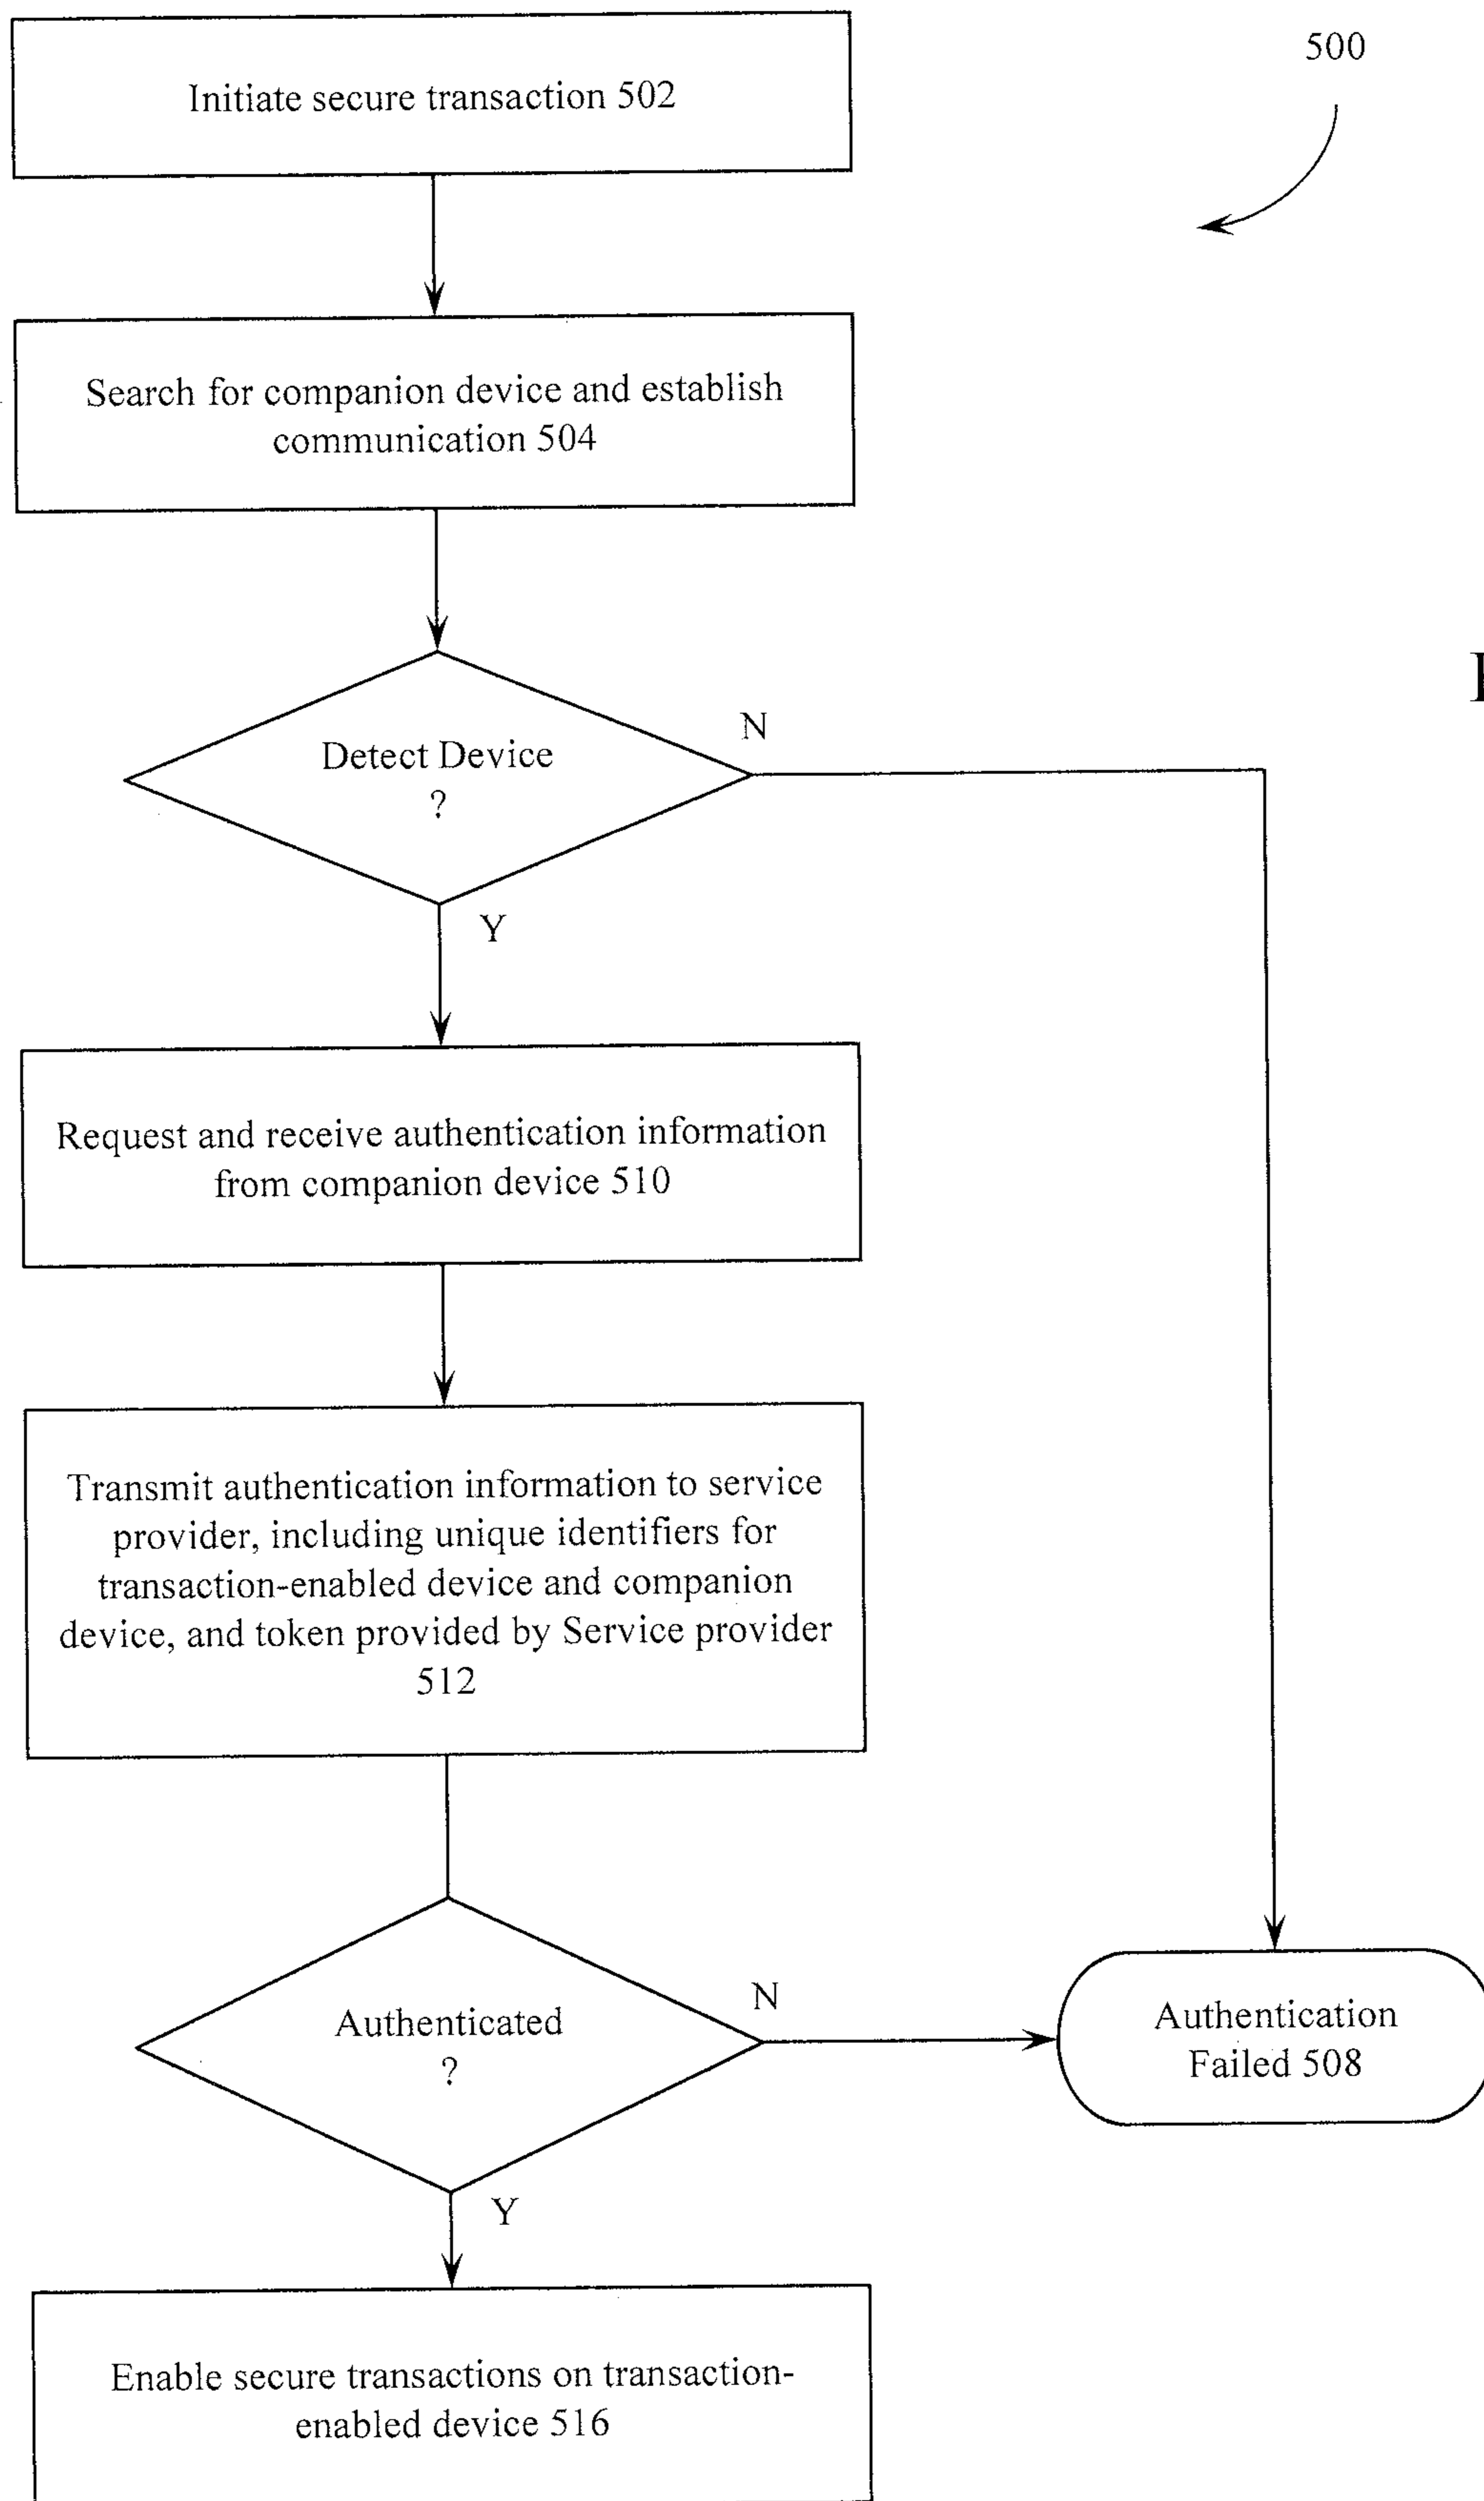 500
Initiate secure transaction 502
Search for companion device and establish
communication 504
Detect Device
?
N
Y
Request and receive authentication information
from companion device 510
Transmit authentication information to service
provider, including unique identifiers for
transaction-enabled device and companion
device, and token provided by Service provider
512
Authenticated
?
N
Authentication
Failed 508
Y
Enable secure transactions on transaction-
enabled device 516